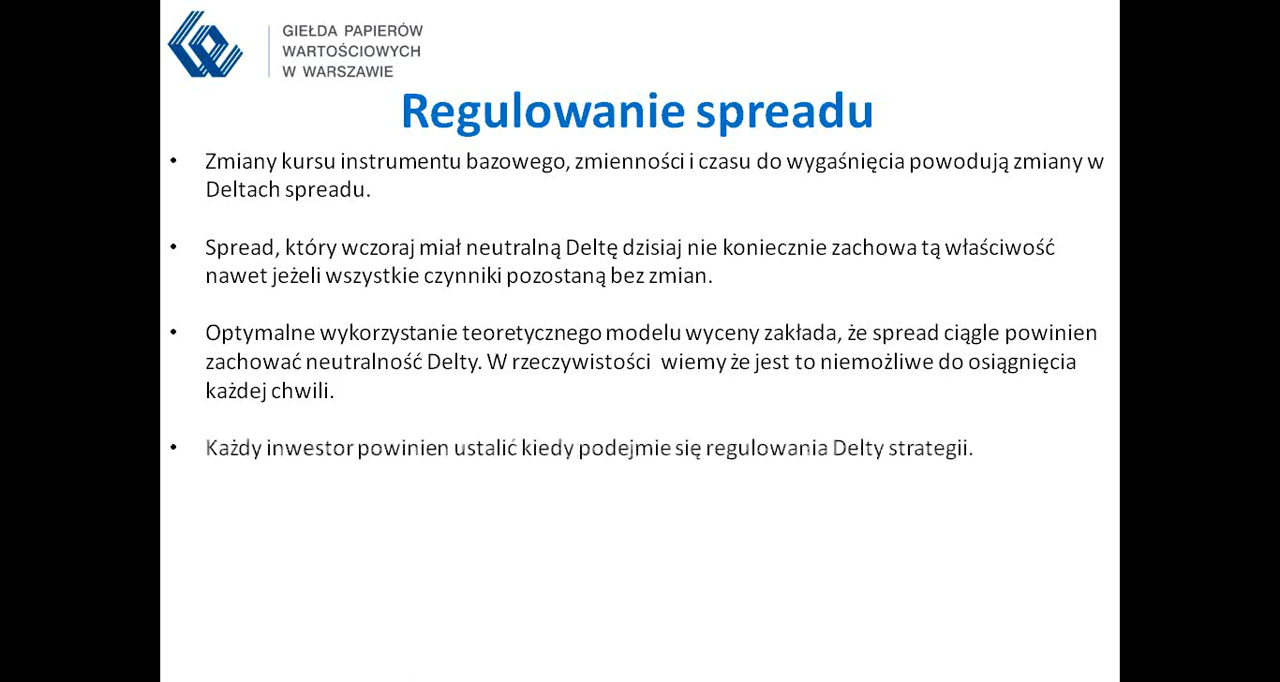 GIEŁDA PAPIERÓW
WARTOŚCIOWYCH
W WARSZAWIE
Regulowanie spreadu
• Zmiany kursu instrumentu bazowego, zmienności i czasu do wygaśnięcia powodują zmiany w
Deltach spreadu.
• Spread, który wczoraj miał neutralną Deltę dzisiaj nie koniecznie zachowa tą właściwość
nawet jeżeli wszystkie czynniki pozostaną bez zmian.
• Optymalne wykorzystanie teoretycznego modelu wyceny zakłada, że spread ciągle powinien
zachować neutralność Delty. W rzeczywistości wiemy że jest to niemożliwe do osiągnięcia
każdej chwili.
• Każdy inwestor powinien ustalić kiedy podejmie się regulowania Delty strategii.